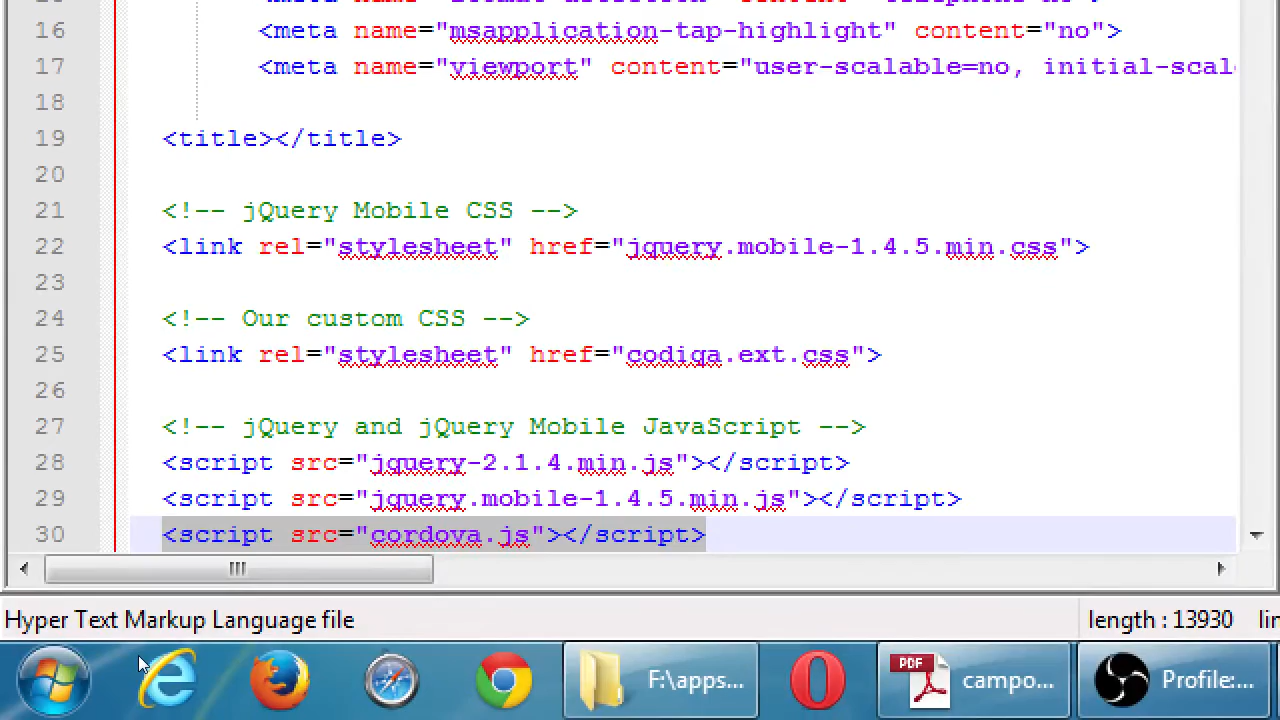 16 <meta name="msapplication-tap-highlight" content="no">
17 <meta name="viewport" content="user-scalable=no, initial-scal
18
19 <title></title>
20
21 <!-- jQuery Mobile CSS -->
22 <link rel="stylesheet" href="jquery.mobile-1.4.5.min.css">
23
24 <!-- Our custom CSS -->
25 <link rel="stylesheet" href="codiqa.ext.css">
26
27 <!-- jQuery and jQuery Mobile JavaScript -->
28 <script src="jquery-2.1.4.min.js"></script>
29 <script src="jquery.mobile-1.4.5.min.js"></script>
30 <script src="cordova.js"></script>
Hyper Text Markup Language file length : 13930 lin
F:\apps... PDF campo... Profile:...